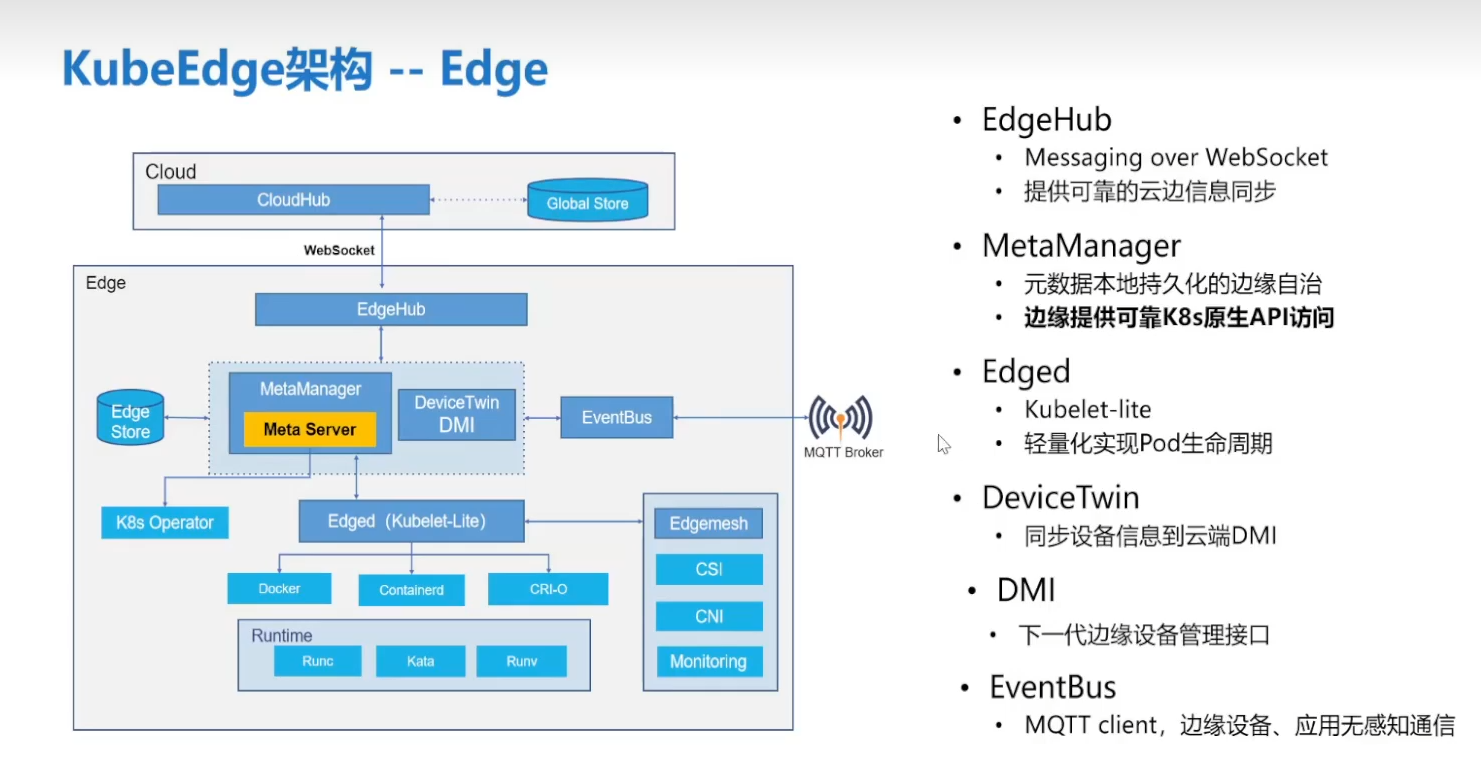 KubeEdge架构 -- Edge
Cloud
CloudHub
Global Store
WebSocket
Edge
EdgeHub
MetaManager
Meta Server
DeviceTwin
DMI
Edge
Store
EventBus
MQTT Broker
K8s Operator
Edged（Kubelet-Lite）
Docker
Containerd
CRI-O
Runtime
Runc
Kata
Runv
Edgemesh
CSI
CNI
Monitoring
• EdgeHub
• Messaging over WebSocket
• 提供可靠的云边信息同步
• MetaManager
• 元数据本地持久化的边缘自治
• 边缘提供可靠K8s原生API访问
• Edged
• Kubelet-lite
• 轻量化实现Pod生命周期
• DeviceTwin
• 同步设备信息到云端DMI
• DMI
• 下一代边缘设备管理接口
• EventBus
• MQTT client，边缘设备、应用无感知通信